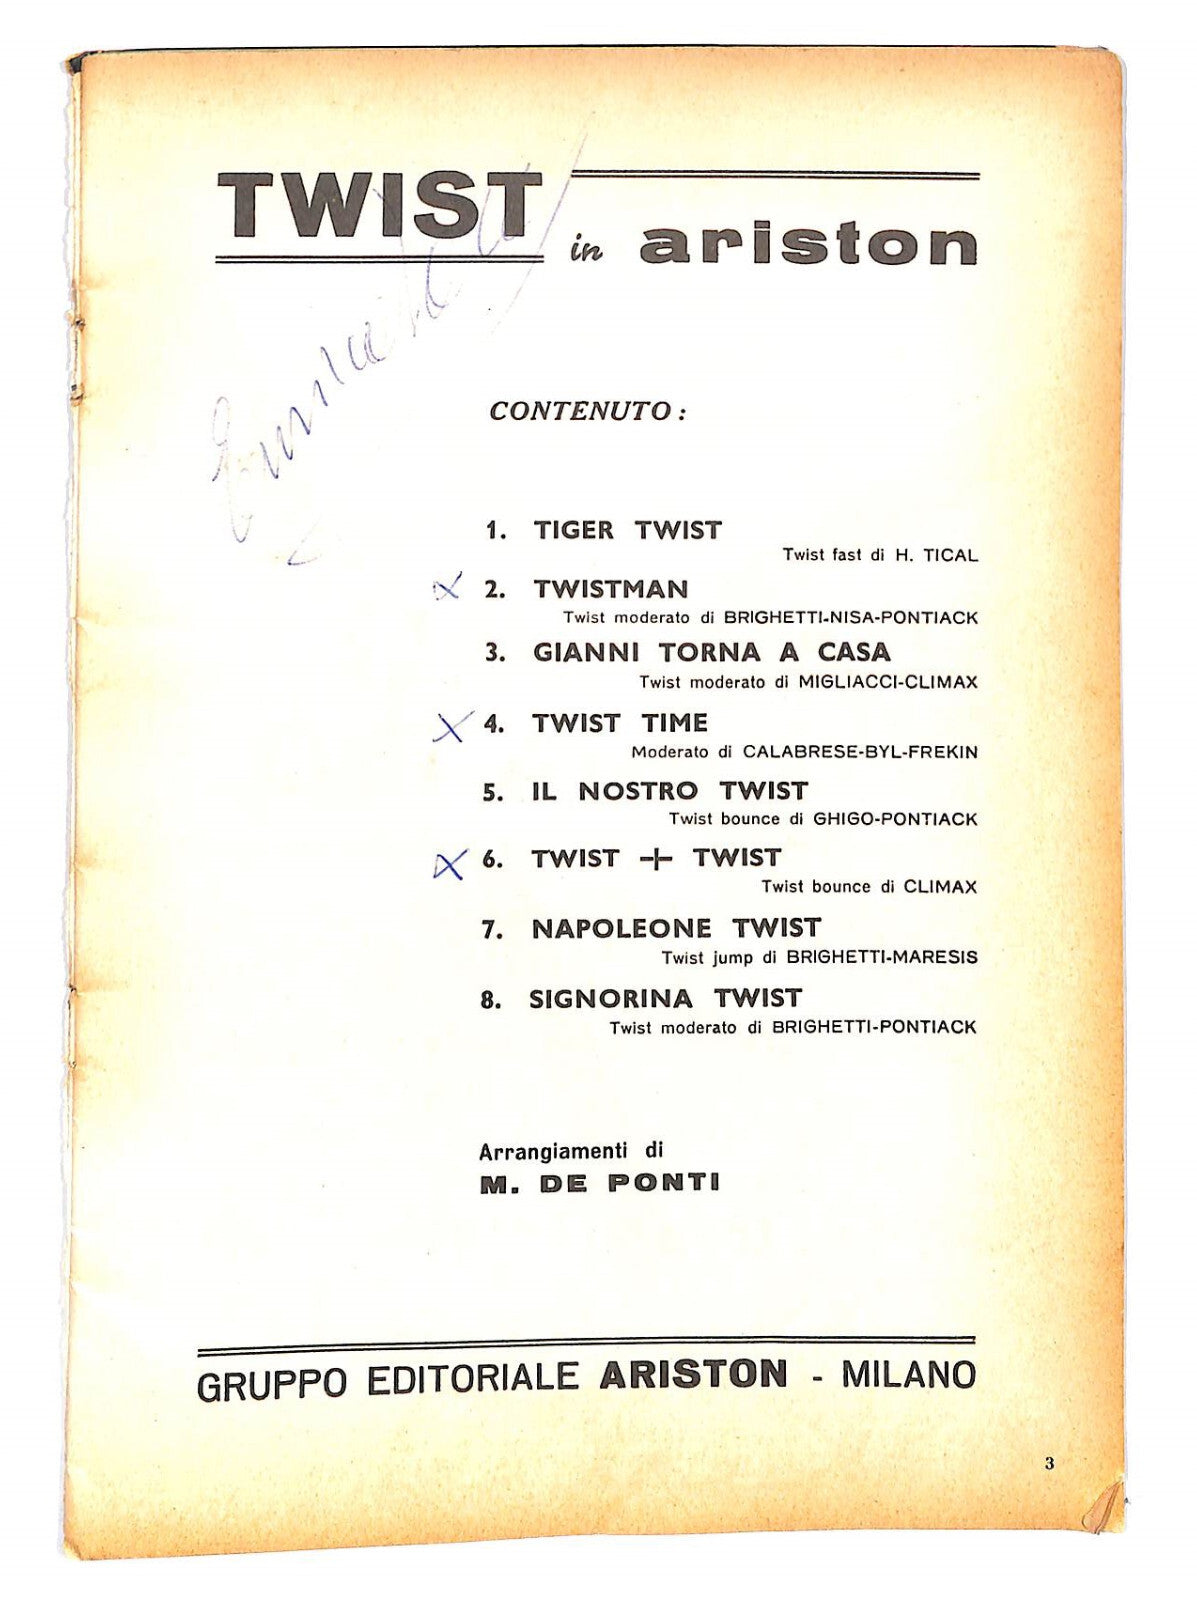 TWIST
in ariston
CONTENUTO :
1. TIGER TWIST
Twist fast di H. TICAL
2. TWISTMAN
Twist moderato di BRIGHETTI-NISA-PONTIACK
3. GIANNI TORNA A CASA
Twist moderato di MIGLIACCI-CLIMAX
4. TWIST TIME
Moderato di CALABRESE-BYL-FREKIN
5. IL NOSTRO TWIST
Twist bounce di GHIGO-PONTIACK
6. TWIST + TWIST
Twist bounce di CLIMAX
7. NAPOLEONE TWIST
Twist jump di BRIGHETTI-MARESIS
8. SIGNORINA TWIST
Twist moderato di BRIGHETTI-PONTIACK
Arrangiamenti di
M. DE PONTI
GRUPPO EDITORIALE ARISTON - MILANO
3